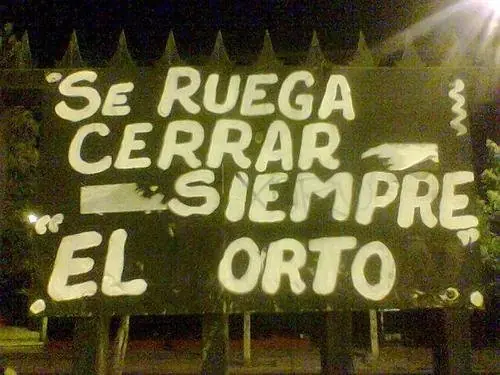 SE RUEGA
CERRAR
SIEMPRE
"EL ORTO"